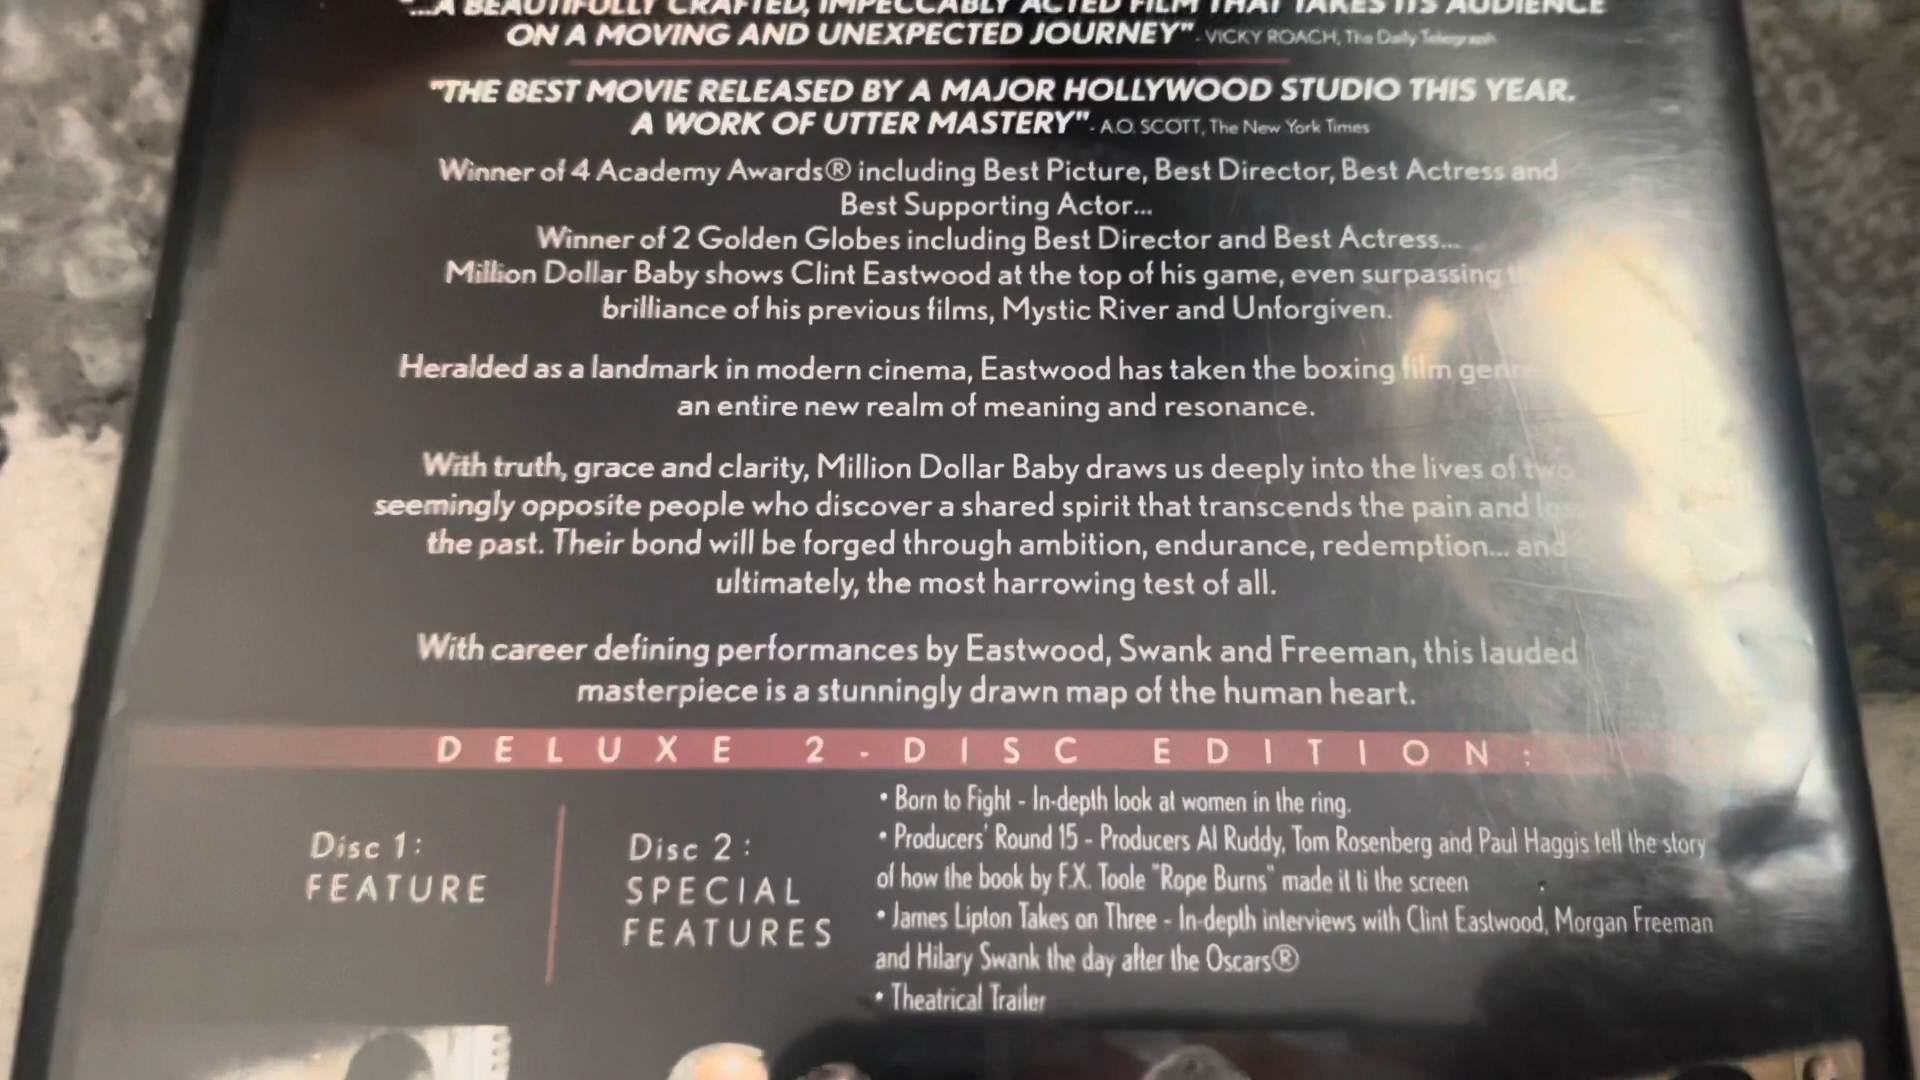 "...A BEAUTIFULLY CRAFTED, IMPECCABLY ACTED FILM THAT TAKES ITS AUDIENCE
ON A MOVING AND UNEXPECTED JOURNEY" - VICKY ROACH, The Daily Telegraph
"THE BEST MOVIE RELEASED BY A MAJOR HOLLYWOOD STUDIO THIS YEAR.
A WORK OF UTTER MASTERY" - A.O. SCOTT, The New York Times
Winner of 4 Academy Awards® including Best Picture, Best Director, Best Actress and
Best Supporting Actor...
Winner of 2 Golden Globes including Best Director and Best Actress...
Million Dollar Baby shows Clint Eastwood at the top of his game, even surpassing
brilliance of his previous films, Mystic River and Unforgiven.
Heralded as a landmark in modern cinema, Eastwood has taken the boxing film genre
an entire new realm of meaning and resonance.
With truth, grace and clarity, Million Dollar Baby draws us deeply into the lives of two
seemingly opposite people who discover a shared spirit that transcends the pain and
the past. Their bond will be forged through ambition, endurance, redemption... and
ultimately, the most harrowing test of all.
With career defining performances by Eastwood, Swank and Freeman, this lauded
masterpiece is a stunningly drawn map of the human heart.
DELUXE 2-DISC EDITION:
Disc 1:
FEATURE
Disc 2:
SPECIAL
FEATURES
• Born to Fight - In-depth look at women in the ring.
• Producers' Round 15 - Producers Al Ruddy, Tom Rosenberg and Paul Haggis tell the story
of how the book by F.X. Toole "Rope Burns" made it ti the screen
• James Lipton Takes on Three - In-depth interviews with Clint Eastwood, Morgan Freeman
and Hilary Swank the day after the Oscars®
• Theatrical Trailer